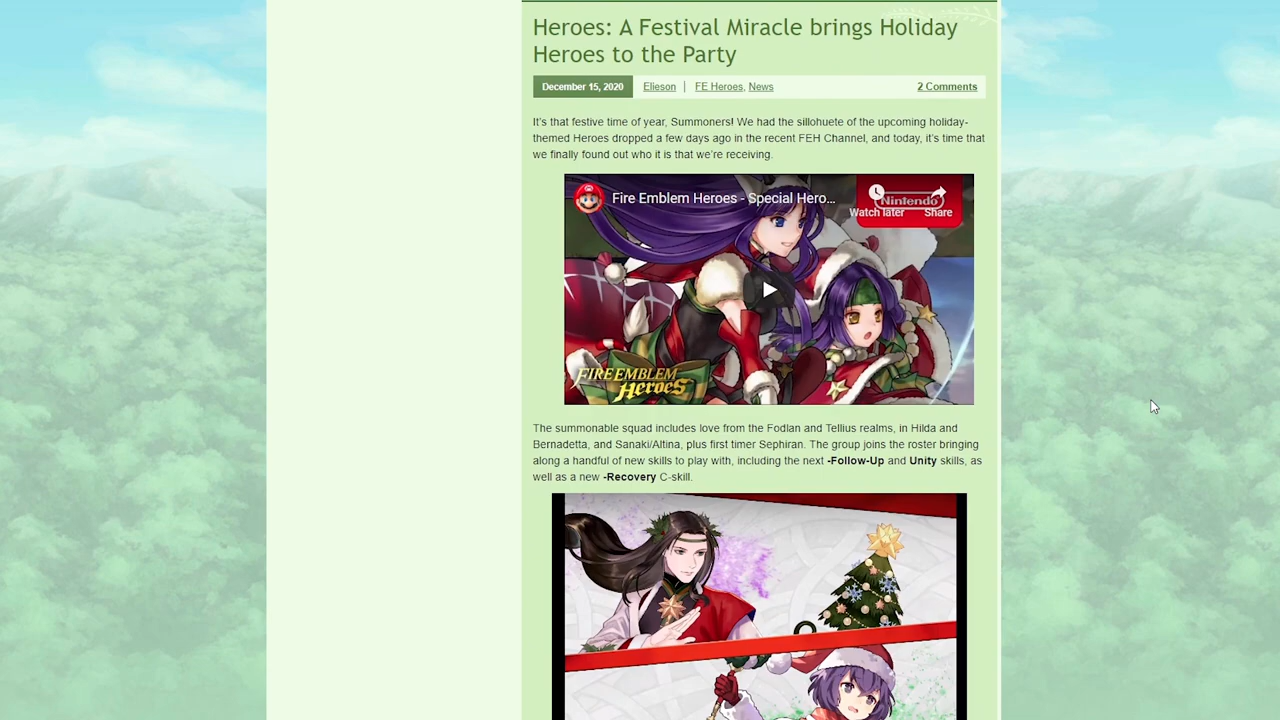 Heroes: A Festival Miracle brings Holiday
Heroes to the Party
December 15, 2020
Elieson | FE Heroes, News
2 Comments
It's that festive time of year, Summoners! We had the sillohuete of the upcoming holiday-
themed Heroes dropped a few days ago in the recent FEH Channel, and today, it's time that
we finally found out who it is that we're receiving.
Fire Emblem Heroes - Special Hero...
Nintendo
Watch later
Share
FIRE EMBLEM
Heroes
The summonable squad includes love from the Fodlan and Tellius realms, in Hilda and
Bernadetta, and Sanaki/Altina, plus first timer Sephiran. The group joins the roster bringing
along a handful of new skills to play with, including the next -Follow-Up and Unity skills, as
well as a new -Recovery C-skill.